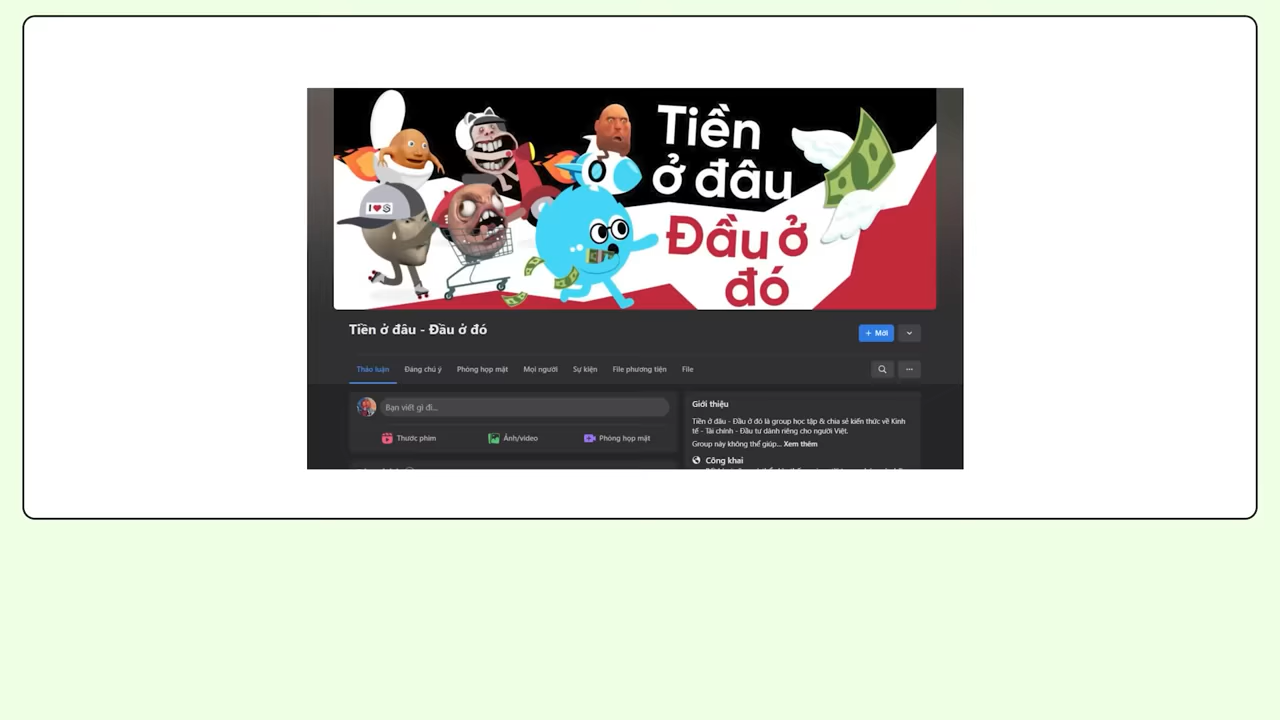 Tiền
ở đâu
Đầu ở
đó
I ❤ $
Tiền ở đâu - Đầu ở đó
+ Mời
Thảo luận Đáng chú ý Phòng họp mặt Mọi người Sự kiện File phương tiện File
Bạn viết gì đi...
Thước phim Ảnh/video Phòng họp mặt
Giới thiệu
Tiền ở đâu - Đầu ở đó là group học tập & chia sẻ kiến thức về Kinh
tế - Tài chính - Đầu tư dành riêng cho người Việt.
Group này không thể giúp... Xem thêm
Công khai